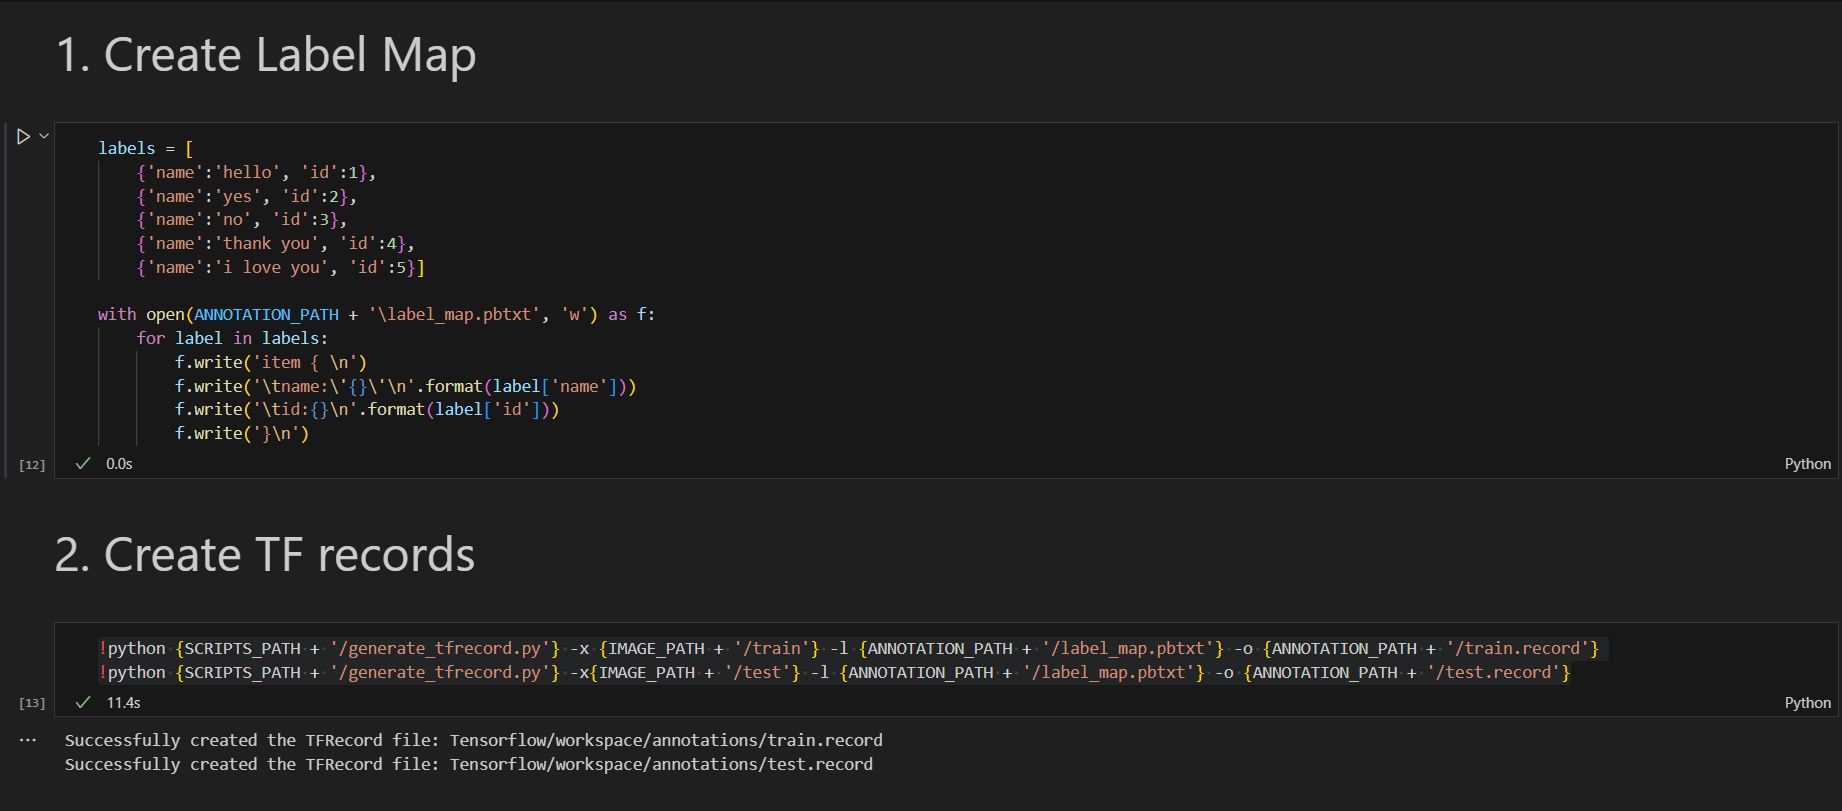 1. Create Label Map
labels = [
    {'name':'hello', 'id':1},
    {'name':'yes', 'id':2},
    {'name':'no', 'id':3},
    {'name':'thank you', 'id':4},
    {'name':'i love you', 'id':5}]
with open(ANNOTATION_PATH + '\label_map.pbtxt', 'w') as f:
    for label in labels:
        f.write('item { \n')
        f.write('\tname:\'{}\'\n'.format(label['name']))
        f.write('\tid:{}\n'.format(label['id']))
        f.write('}\n')
[12] 0.0s Python
2. Create TF records
!python {SCRIPTS_PATH + '/generate_tfrecord.py'} -x {IMAGE_PATH + '/train'} -l {ANNOTATION_PATH + '/label_map.pbtxt'} -o {ANNOTATION_PATH + '/train.record'}
!python {SCRIPTS_PATH + '/generate_tfrecord.py'} -x{IMAGE_PATH + '/test'} -l {ANNOTATION_PATH + '/label_map.pbtxt'} -o {ANNOTATION_PATH + '/test.record'}
[13] 11.4s Python
... Successfully created the TFRecord file: Tensorflow/workspace/annotations/train.record
Successfully created the TFRecord file: Tensorflow/workspace/annotations/test.record